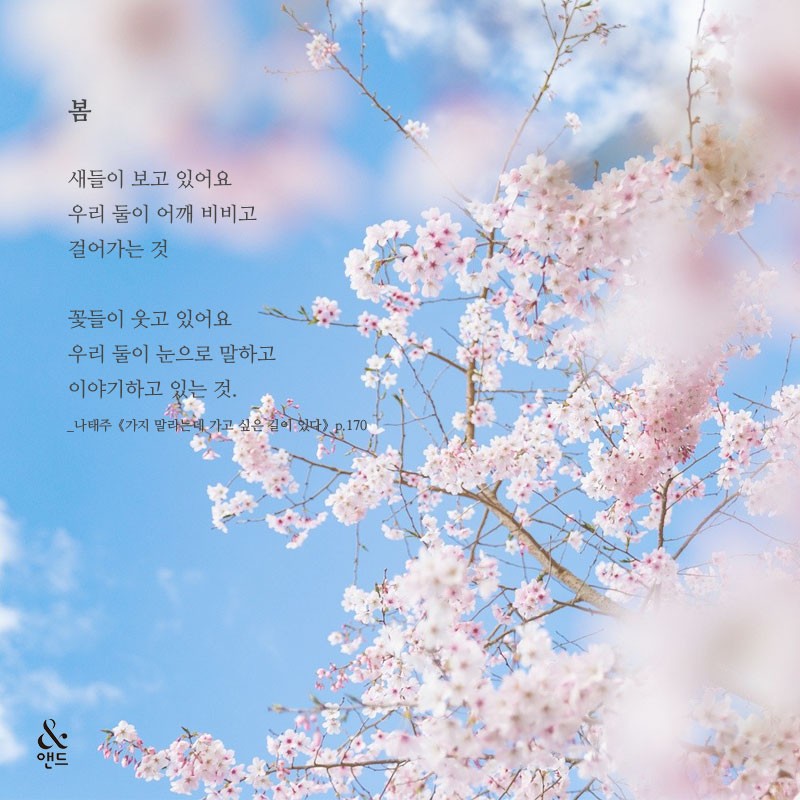 봄
새들이 보고 있어요
우리 둘이 어깨 비비고
걸어가는 것
꽃들이 웃고 있어요
우리 둘이 눈으로 말하고
이야기하고 있는 것.
_나태주 《가지 말라는데 가고 싶은 길이 있다》 p.170
&
앤드